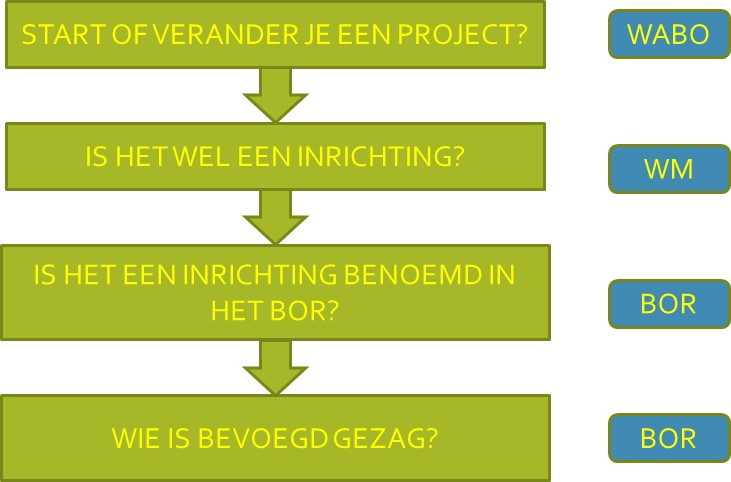 START OF VERANDER JE EEN PROJECT?
WABO
IS HET WEL EEN INRICHTING?
WM
IS HET EEN INRICHTING BENOEMD IN
HET BOR?
BOR
WIE IS BEVOEGD GEZAG?
BOR